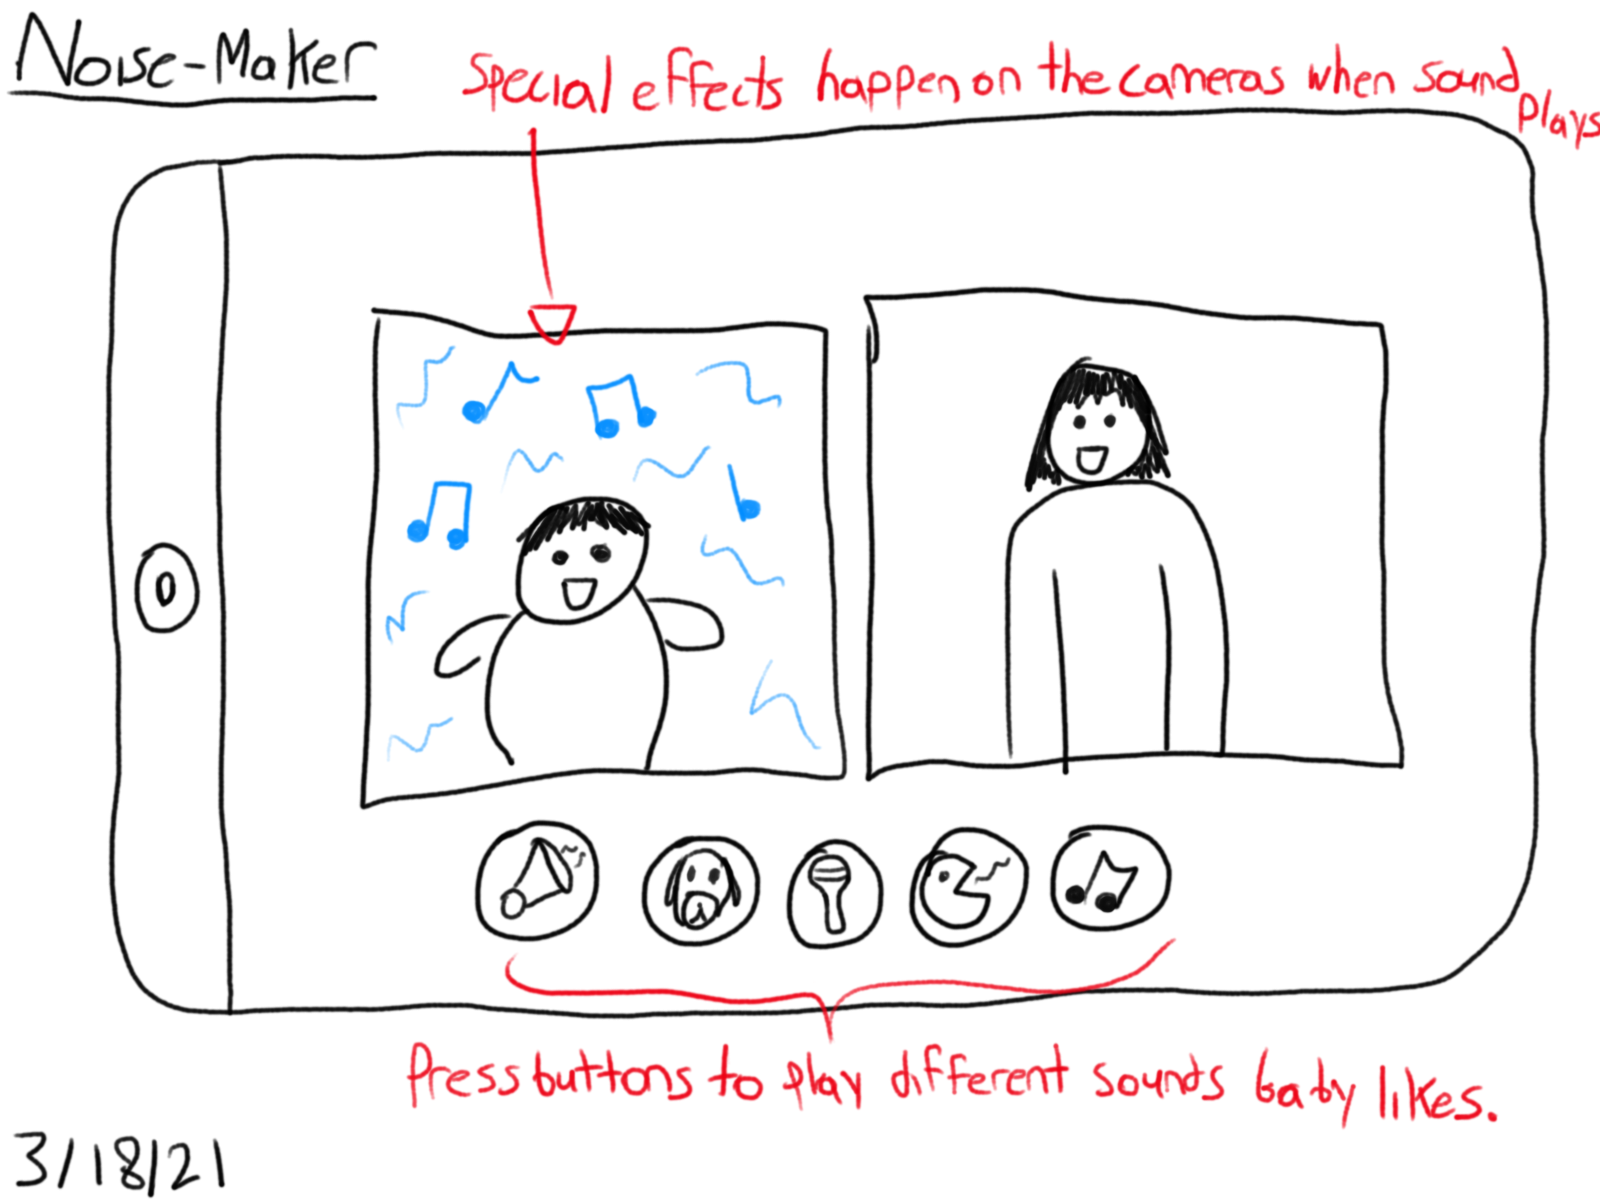 Noise-Maker
Special effects happen on the cameras when sound
plays
Press buttons to play different sounds baby likes.
3/18/21